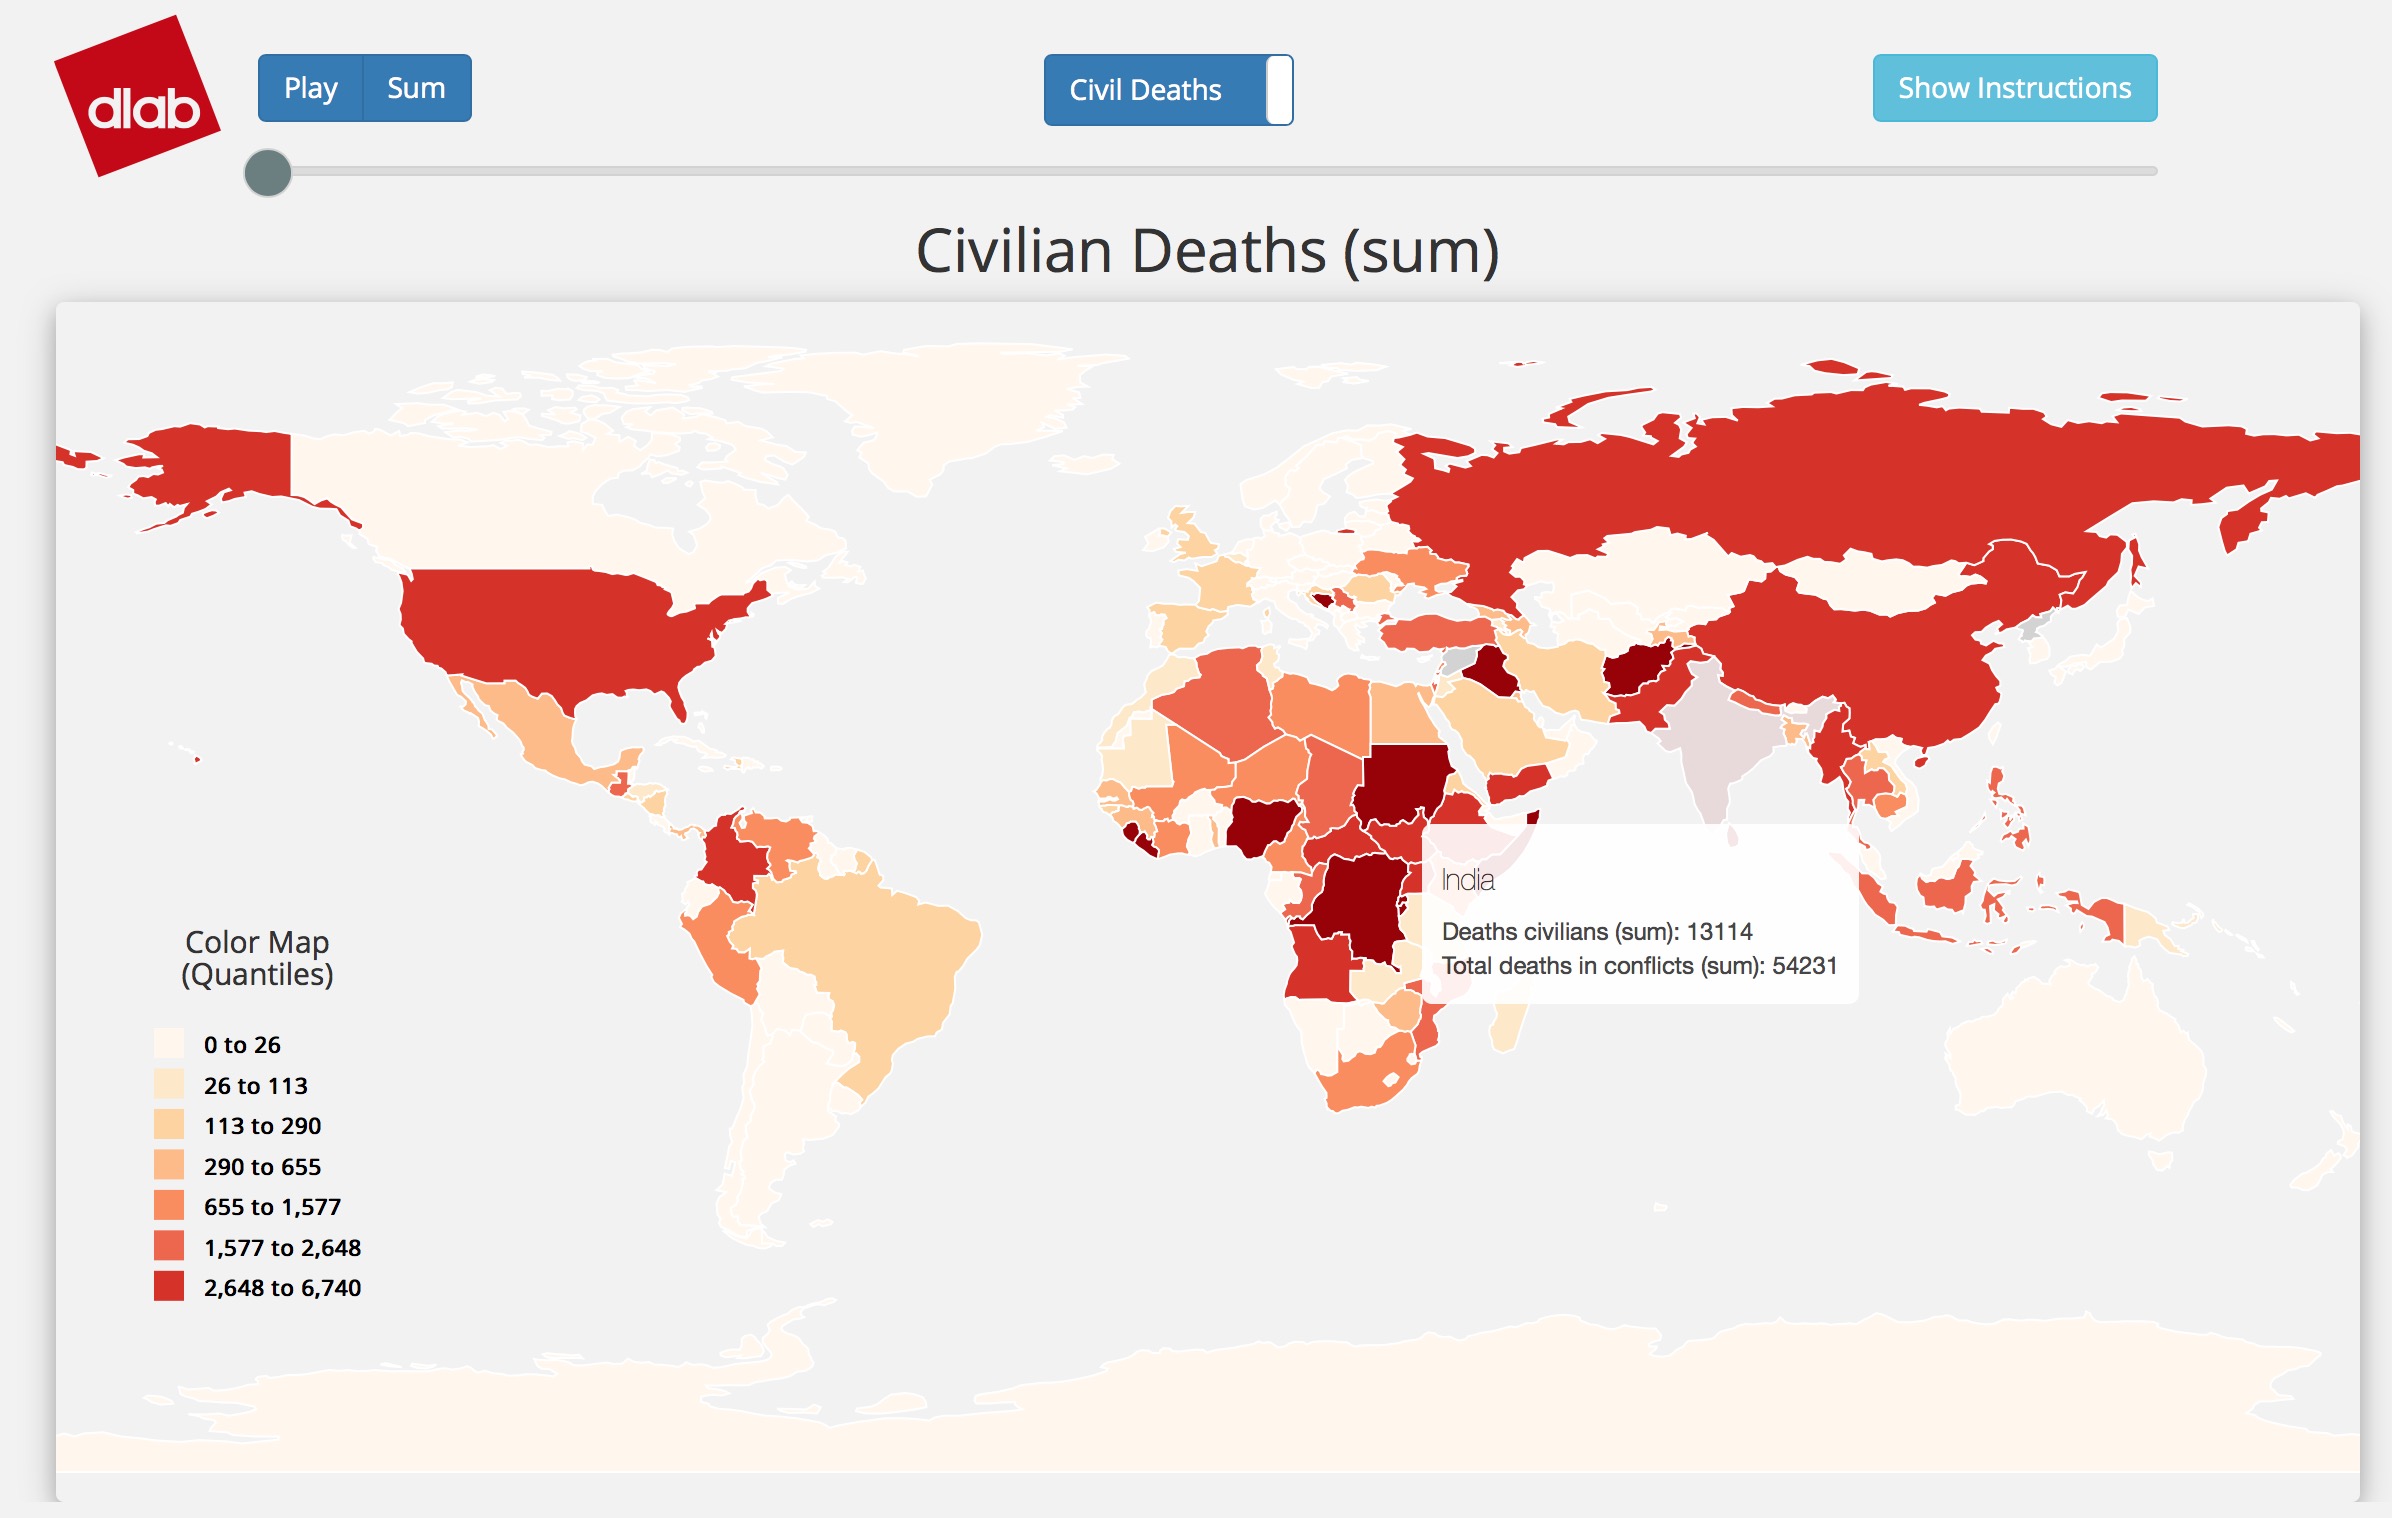 dlab
Play
Sum
Civil Deaths
Show Instructions
Civilian Deaths (sum)
India
Deaths civilians (sum): 13114
Total deaths in conflicts (sum): 54231
Color Map
(Quantiles)
0 to 26
26 to 113
113 to 290
290 to 655
655 to 1,577
1,577 to 2,648
2,648 to 6,740